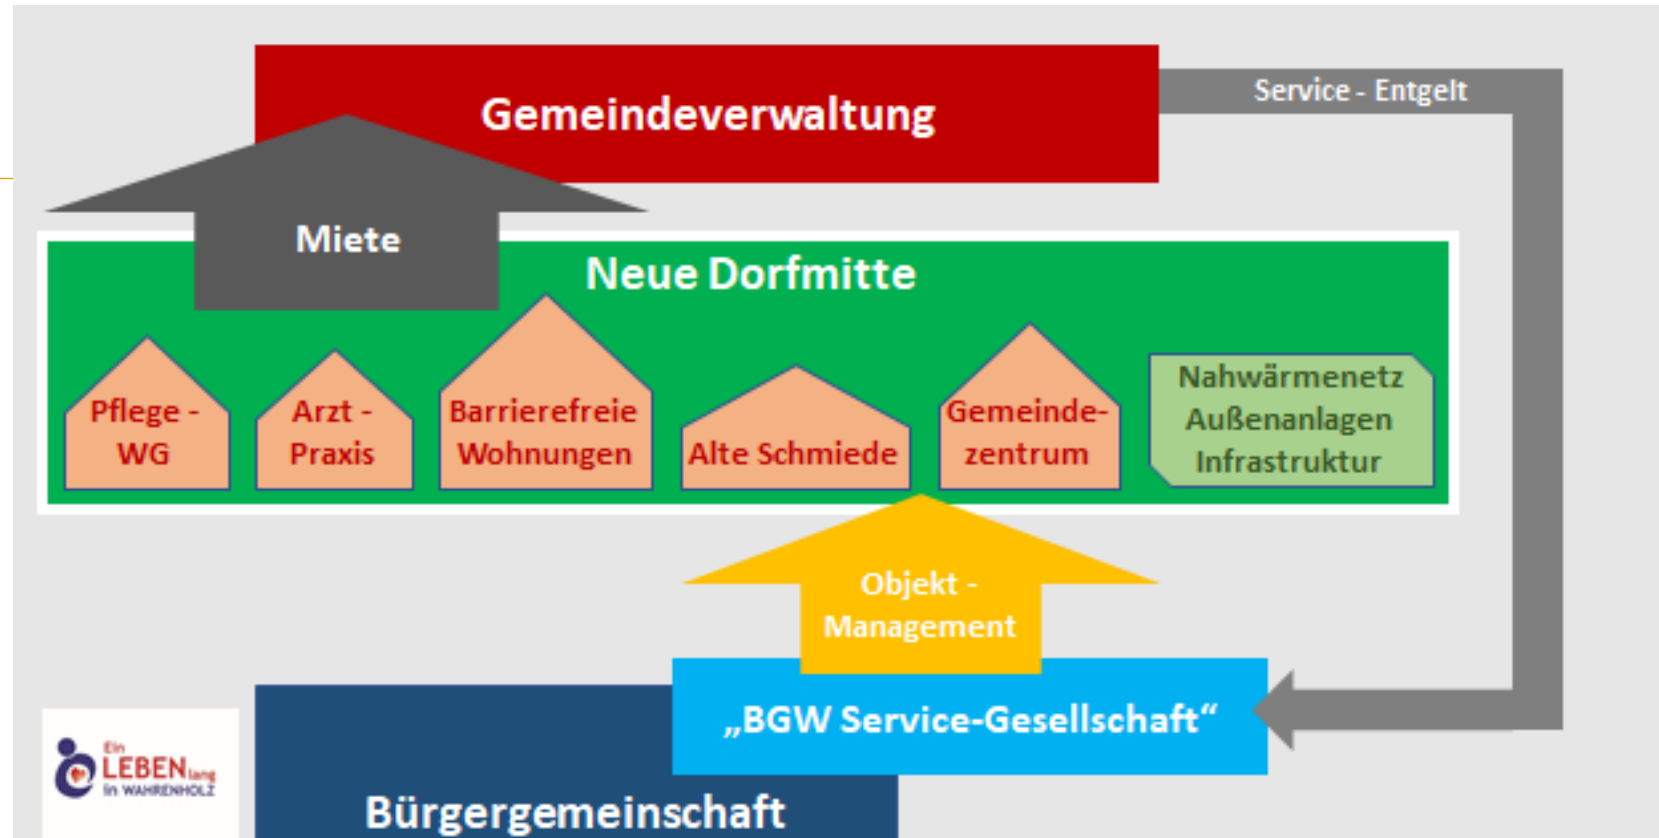 Gemeindeverwaltung
Service - Entgelt
Miete
Neue Dorfmitte
Pflege -
WG
Arzt -
Praxis
Barrierefreie
Wohnungen
Alte Schmiede
Gemeinde-
zentrum
Nahwärmenetz
Außenanlagen
Infrastruktur
Objekt -
Management
„BGW Service-Gesellschaft“
Ein
LEBEN lang
in WAHRENHOLZ
Bürgergemeinschaft